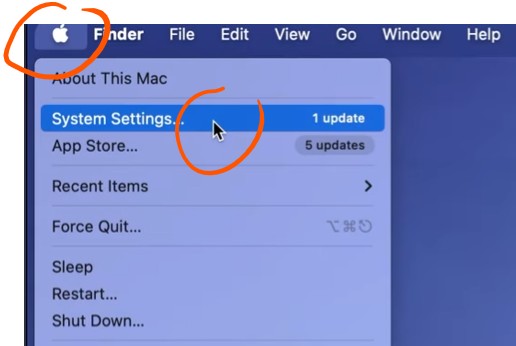 Finder File Edit View Go Window Help
About This Mac
System Settings... 1 update
App Store... 5 updates
Recent Items
Force Quit... ⌥⌘⎋
Sleep
Restart...
Shut Down...